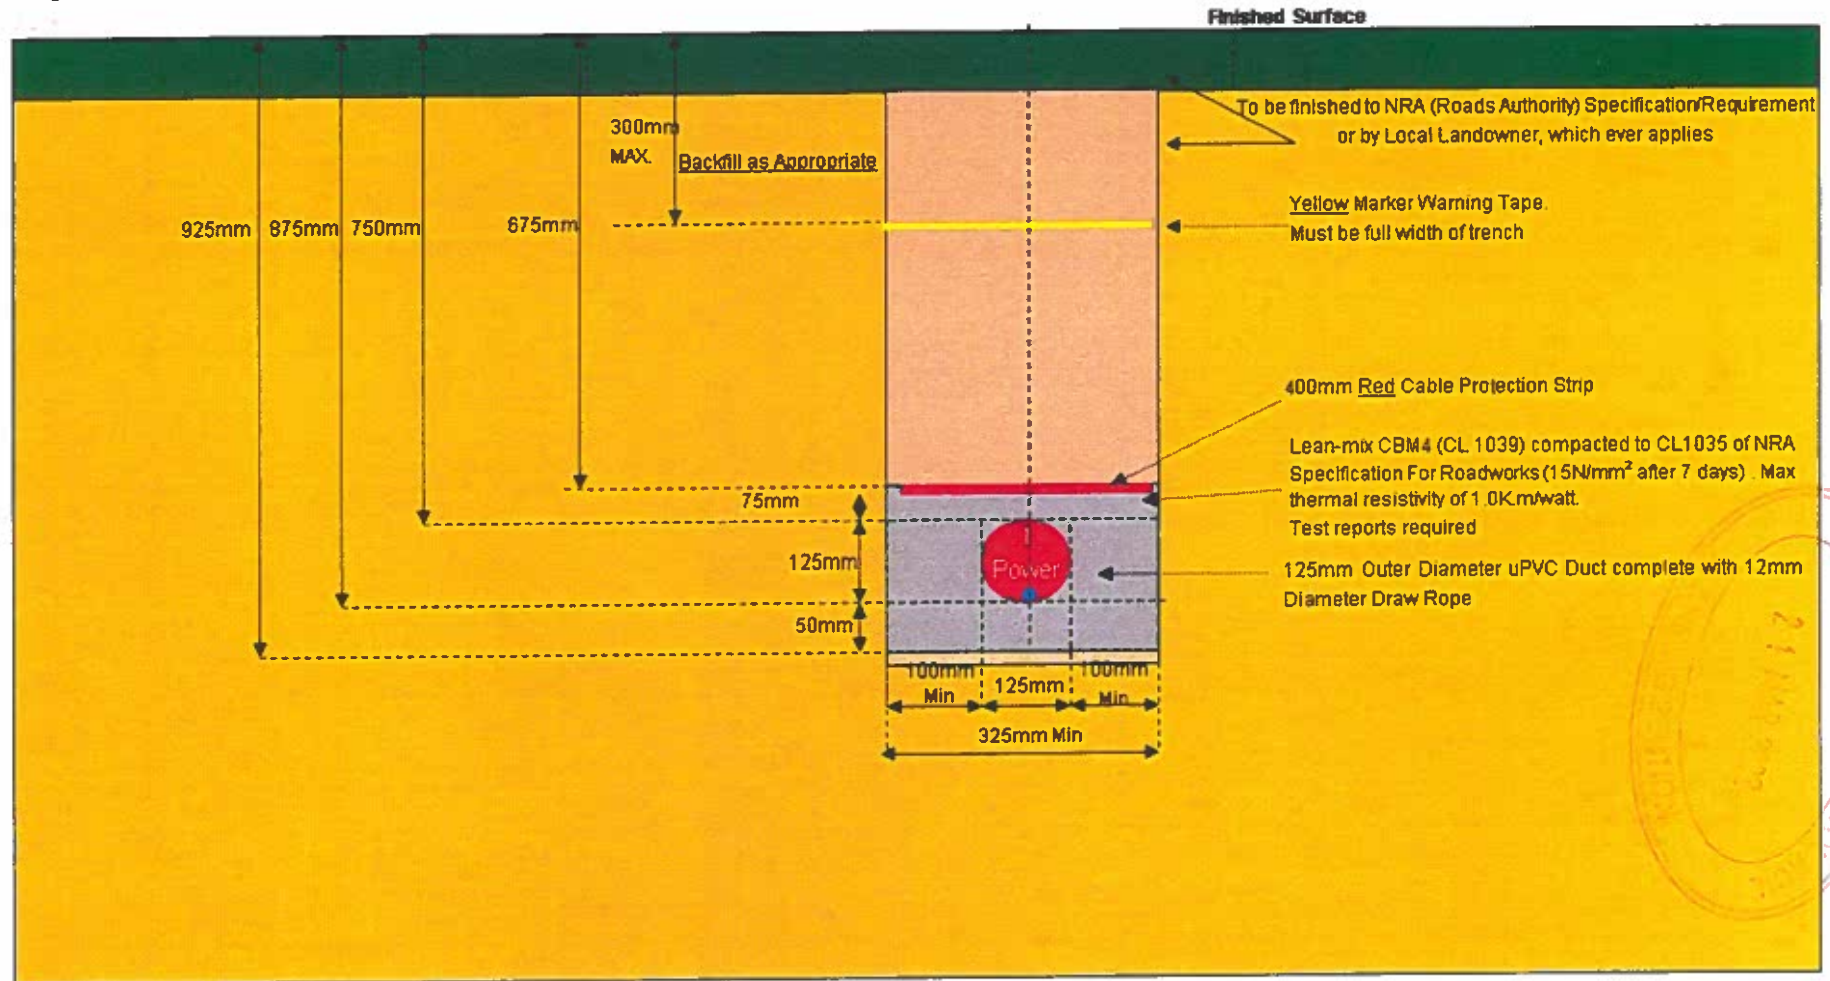 Finished Surface
To be finished to NRA (Roads Authority) Specification/Requirement
or by Local Landowner, which ever applies
300mm
MAX.
Backfill as Appropriate
Yellow Marker Warning Tape.
Must be full width of trench
925mm
875mm
750mm
675mm
400mm Red Cable Protection Strip
Lean-mix CBM4 (CL 1039) compacted to CL1035 of NRA
Specification For Roadworks (15N/mm² after 7 days) . Max
thermal resistivity of 1.0K.m/watt.
Test reports required
75mm
125mm
Power
125mm Outer Diameter uPVC Duct complete with 12mm
Diameter Draw Rope
50mm
100mm
Min
125mm
100mm
Min
325mm Min